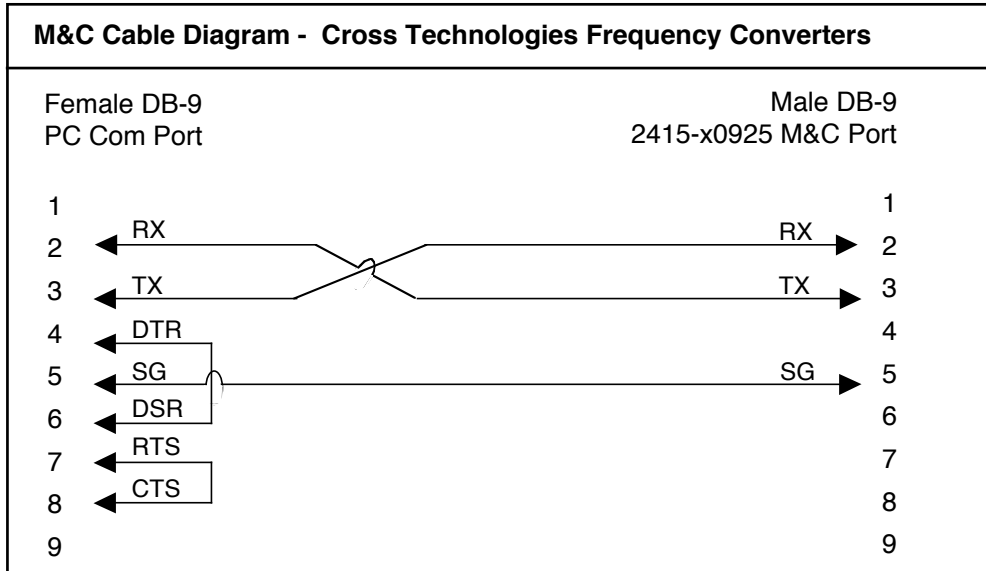 M&C Cable Diagram - Cross Technologies Frequency Converters
Female DB-9
PC Com Port
Male DB-9
2415-x0925 M&C Port
1 1
2 RX RX 2
3 TX TX 3
4 DTR 4
5 SG SG 5
6 DSR 6
7 RTS 7
8 CTS 8
9 9